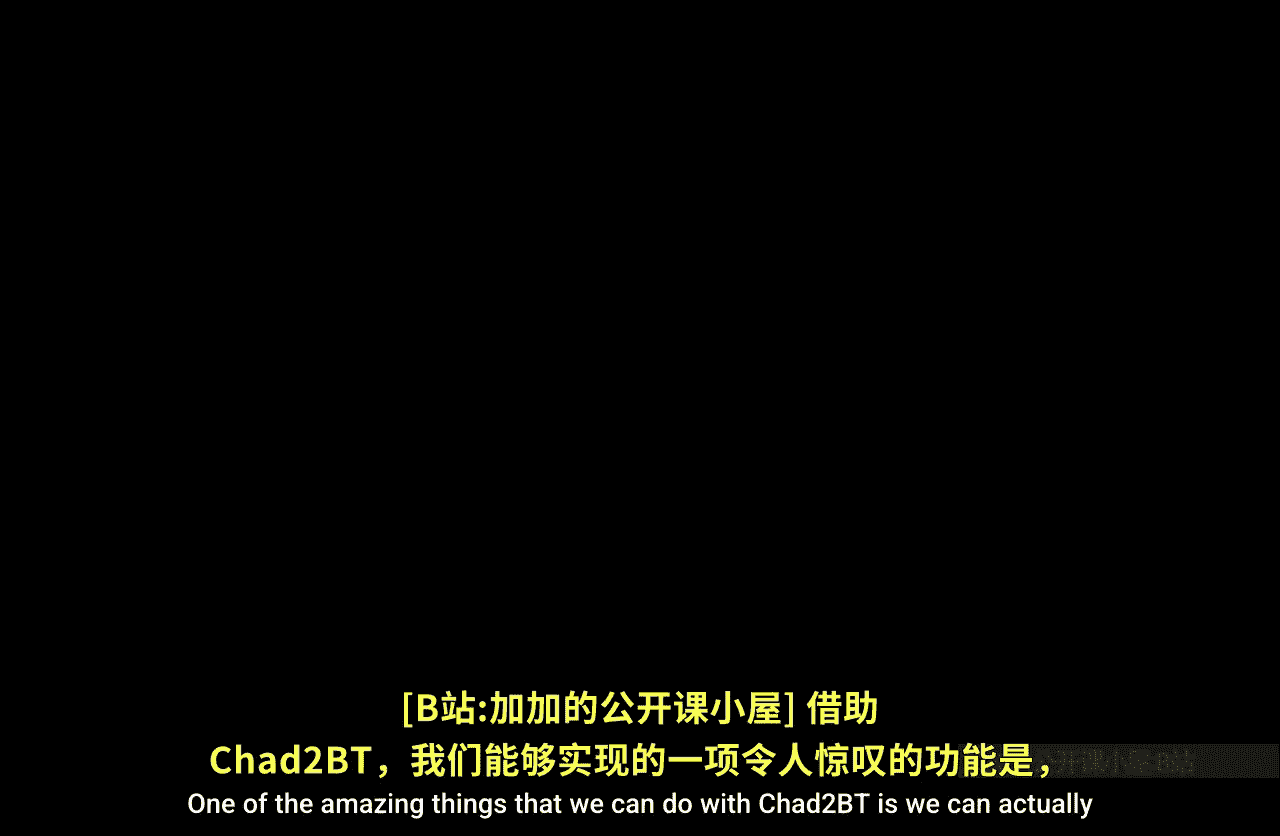 [B站:加加的公开课小屋] 借助
Chad2BT，我们能够实现的一项令人惊叹的功能是，
One of the amazing things that we can do with Chad2BT is we can actually